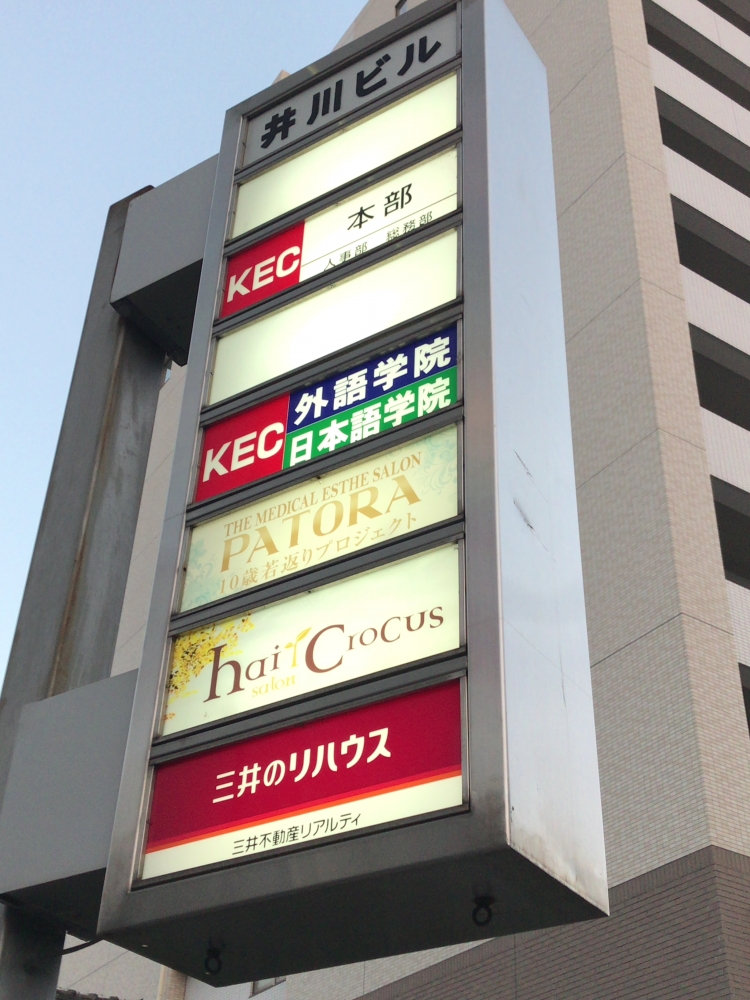 井川ビル
KEC 本部
人事部 総務部
KEC 外語学院
日本語学院
THE MEDICAL ESTHE SALON
PATORA
10歳若返りプロジェクト
hair Crocus
salon
三井のリハウス
三井不動産リアルティ